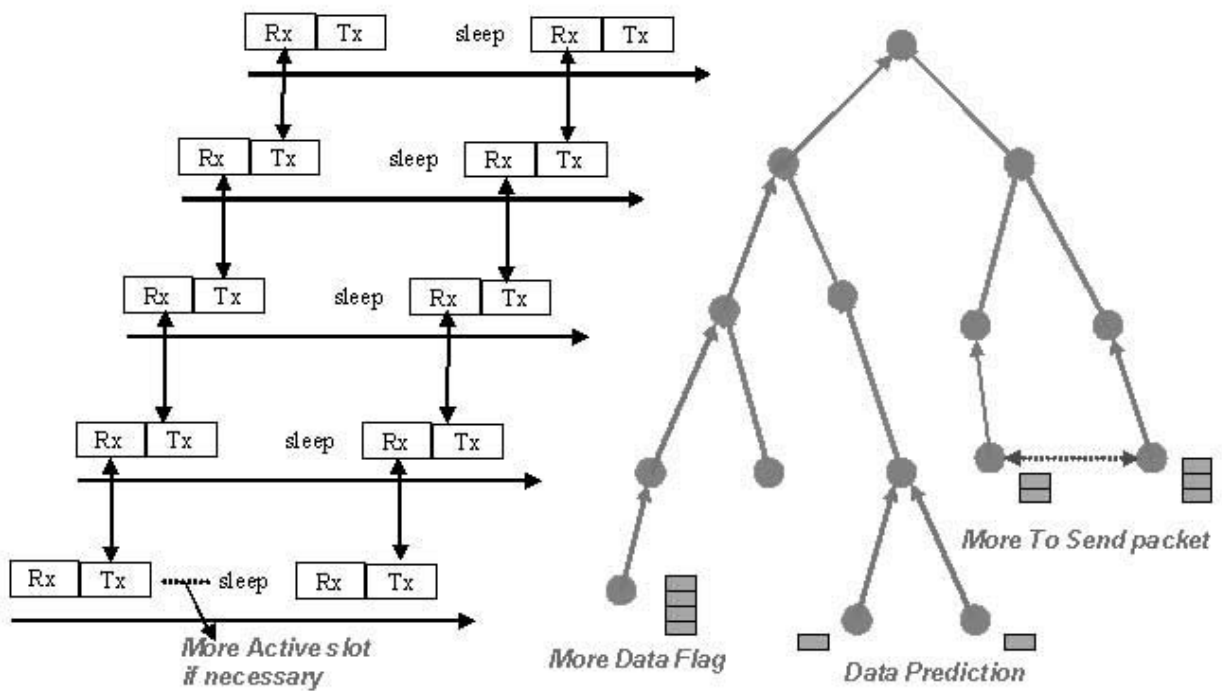 Rx Tx sleep Rx Tx
Rx Tx sleep Rx Tx
Rx Tx sleep Rx Tx
Rx Tx sleep Rx Tx
Rx Tx sleep Rx Tx
More Active slot
if necessary
More Data Flag
Data Prediction
More To Send packet